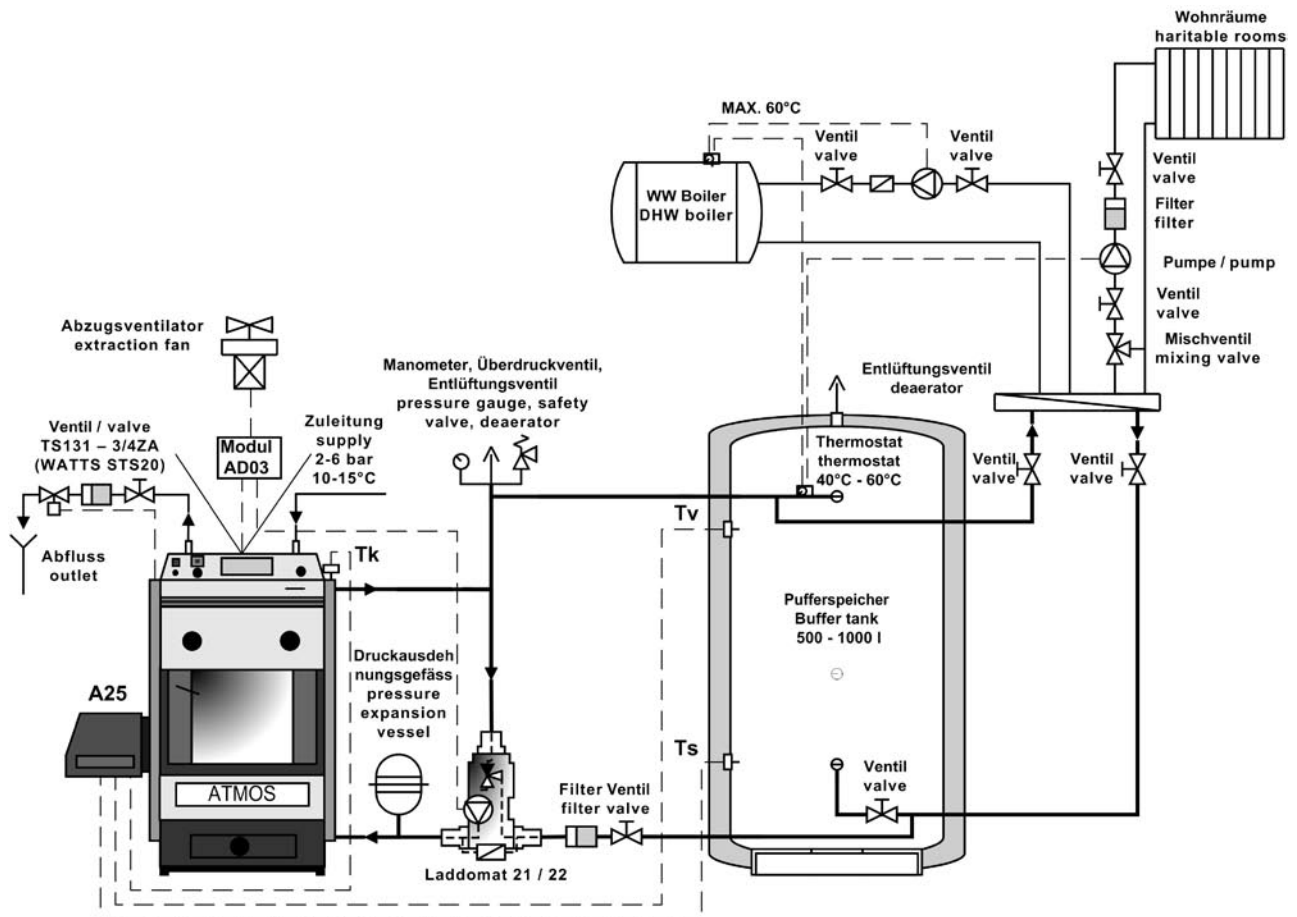 Wohnräume
haritable rooms
MAX. 60°C
Ventil
valve
Ventil
valve
WW Boiler
DHW boiler
Ventil
valve
Filter
filter
Pumpe / pump
Ventil
valve
Mischventil
mixing valve
Abzugsventilator
extraction fan
Manometer, Überdruckventil,
Entlüftungsventil
pressure gauge, safety
valve, deaerator
Entlüftungsventil
deaerator
Ventil / valve
TS131 – 3/4ZA
(WATTS STS20)
Modul
AD03
Zuleitung
supply
2-6 bar
10-15°C
Thermostat
thermostat
40°C - 60°C
Ventil
valve
Ventil
valve
Abfluss
outlet
Tk
Tv
Pufferspeicher
Buffer tank
500 - 1000 l
Druckausdeh
nungsgefäss
pressure
expansion
vessel
A25
ATMOS
Ts
Filter Ventil
filter valve
Ventil
valve
Laddomat 21 / 22